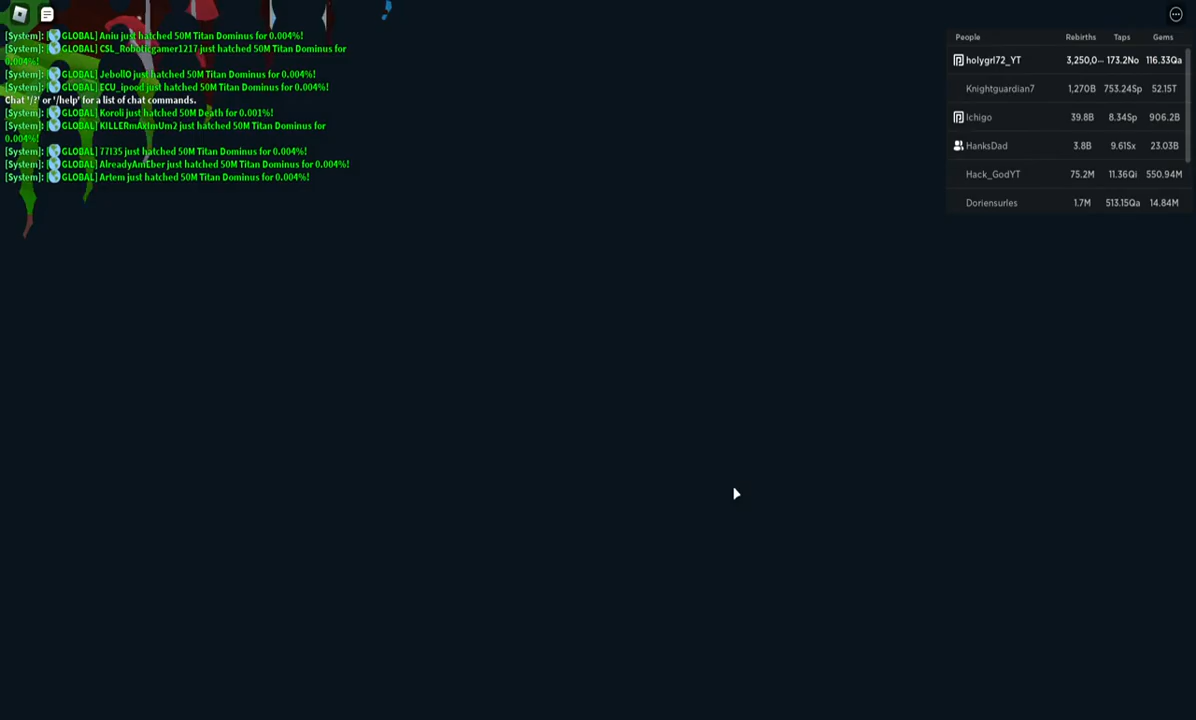 [System]: [GLOBAL] Aniu just hatched 50M Titan Dominus for 0.004%!
[System]: [GLOBAL] CSL_Roboticgamer1217 just hatched 50M Titan Dominus for
0.004%!
[System]: [GLOBAL] JebollO just hatched 50M Titan Dominus for 0.004%!
[System]: [GLOBAL] ECU_ipood just hatched 50M Titan Dominus for 0.004%!
Chat '/?' or '/help' for a list of chat commands.
[System]: [GLOBAL] Koroli just hatched 50M Death for 0.001%!
[System]: [GLOBAL] KILLERmAxImUm2 just hatched 50M Titan Dominus for
0.004%!
[System]: [GLOBAL] 77135 just hatched 50M Titan Dominus for 0.004%!
[System]: [GLOBAL] AlreadyAmEber just hatched 50M Titan Dominus for 0.004%!
[System]: [GLOBAL] Artem just hatched 50M Titan Dominus for 0.004%!
People Rebirths Taps Gems
holygrl72_YT 3,250,0... 173.2No 116.33Qa
Knightguardian7 1,270B 753.24Sp 52.15T
Ichigo 39.8B 8.34Sp 906.2B
HanksDad 3.8B 9.61Sx 23.03B
Hack_GodYT 75.2M 11.36Qi 550.94M
Doriensurles 1.7M 513.15Qa 14.84M